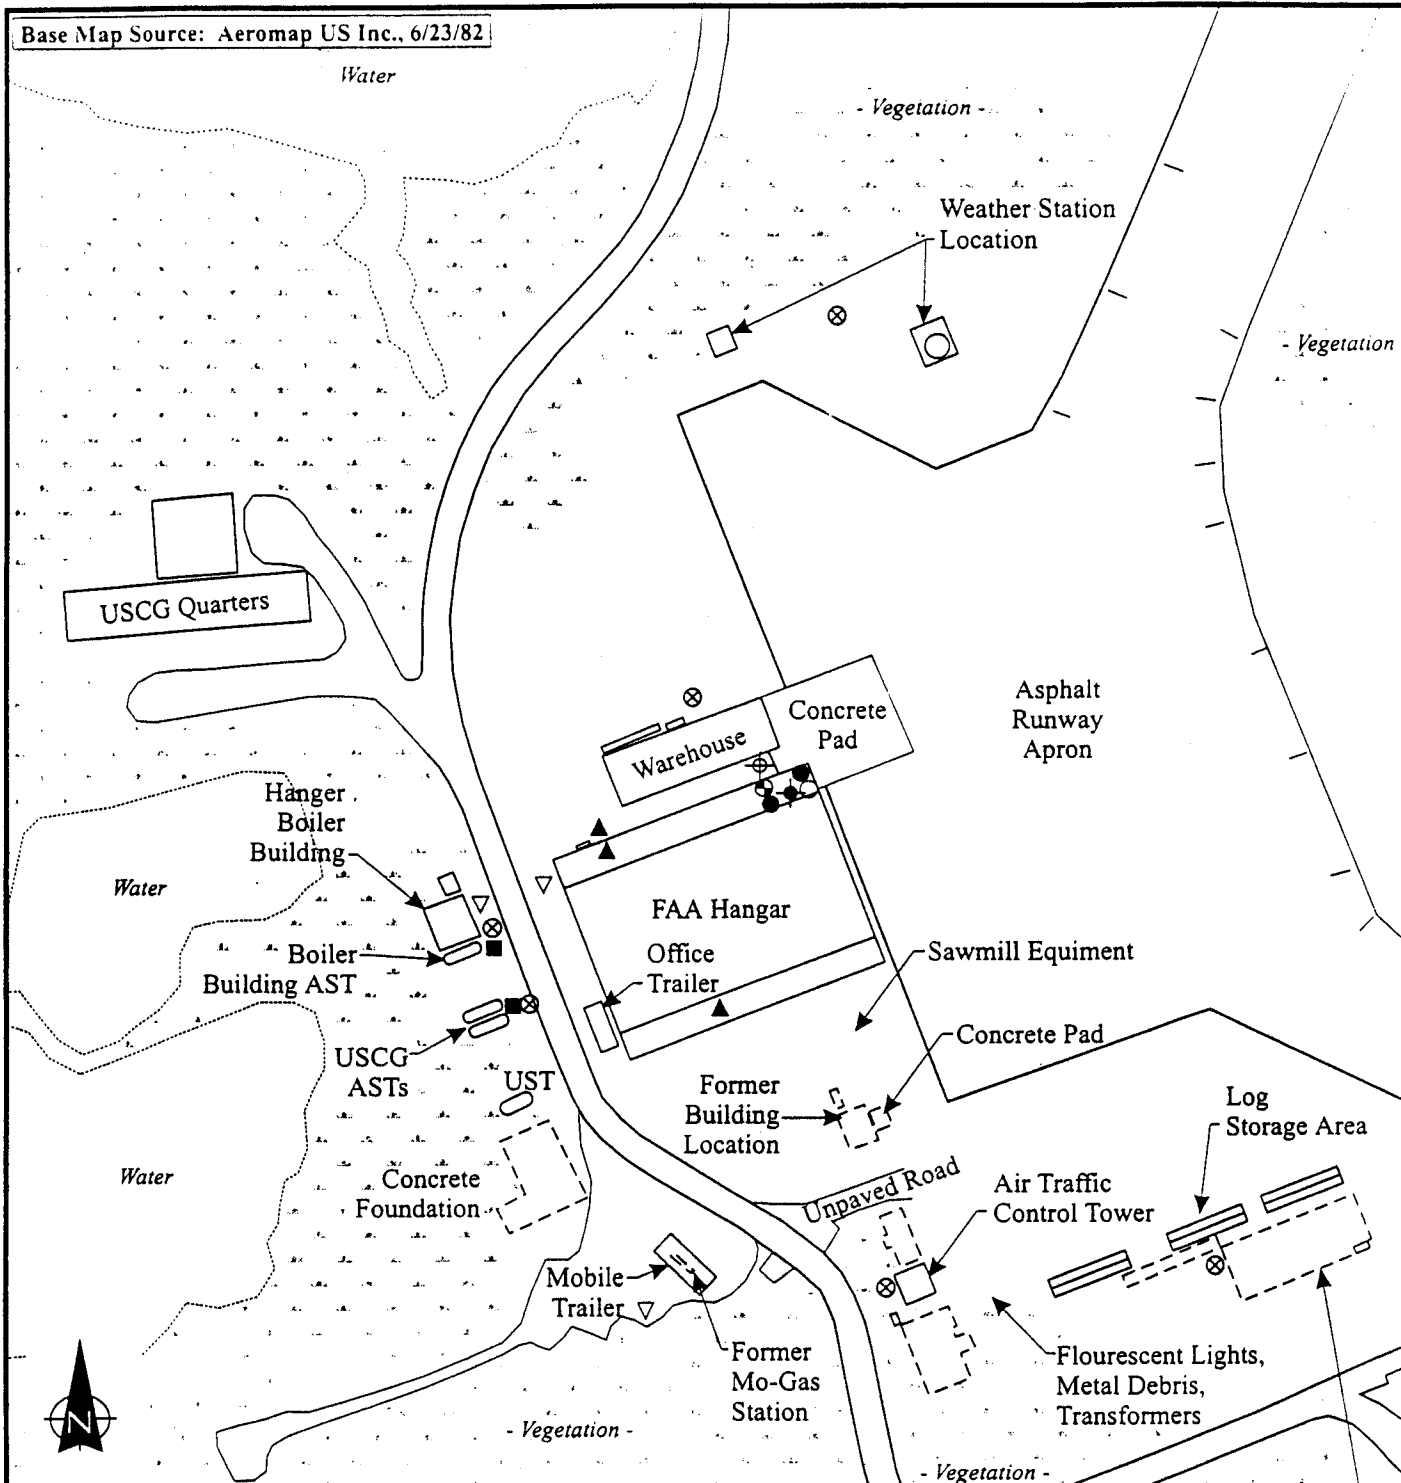 Base Map Source: Aeromap US Inc., 6/23/82
Water
- Vegetation -
Weather Station
Location
- Vegetation
USCG Quarters
Asphalt
Runway
Apron
Concrete
Pad
Warehouse
Hanger
Boiler
Building
Water
FAA Hangar
Boiler
Building AST
Office
Trailer
Sawmill Equiment
USCG
ASTs
UST
Concrete Pad
Former
Building
Location
Log
Storage Area
Water
Concrete
Foundation
Unpaved Road
Air Traffic
Control Tower
Mobile
Trailer
Former
Mo-Gas
Station
Flourescent Lights,
Metal Debris,
Transformers
N
- Vegetation -
- Vegetation -